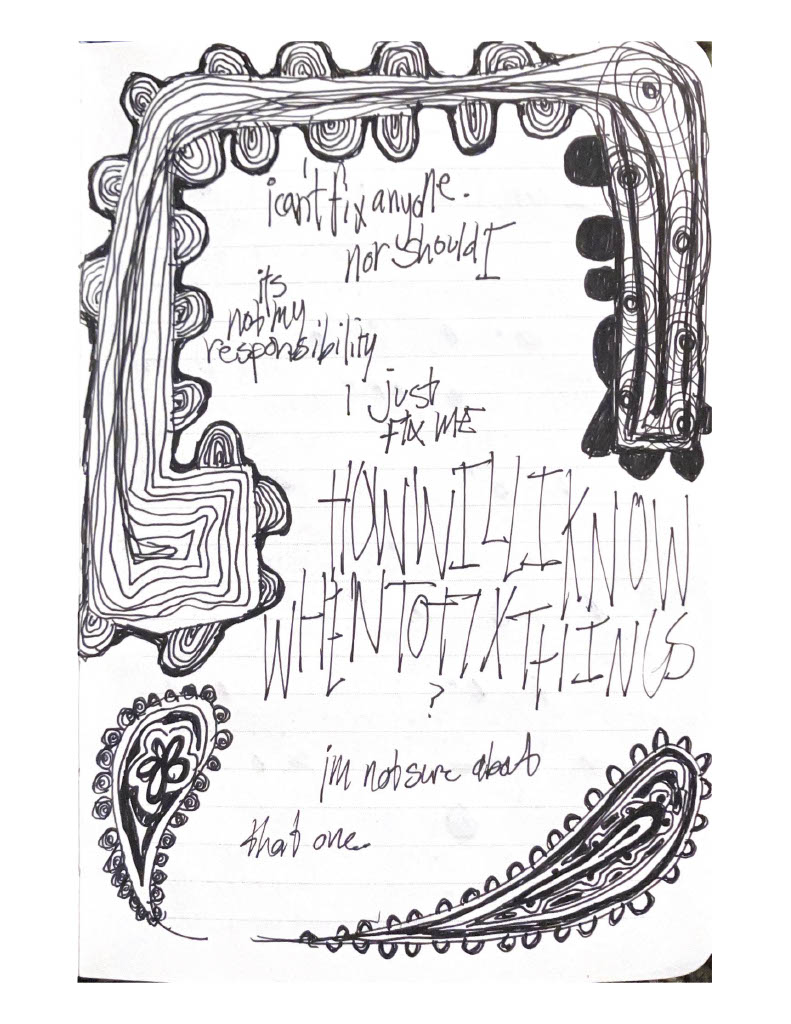 i can't fix anyone.
nor should I
its
not my
responsibility
I just
FIX ME
HOW WILL I KNOW
WHEN TO FIX THINGS
?
i'm not sure about
that one.